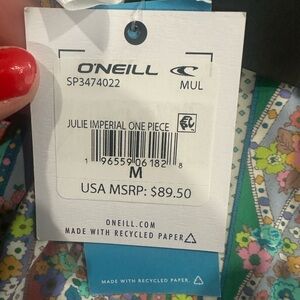 O'NEILL
SP3474022 MUL
JULIE IMPERIAL ONE PIECE
1 96559 06182 8
M
USA MSRP: $89.50
ONEILL.COM
MADE WITH RECYCLED PAPER
MADE WITH RECYCLED PAPER.